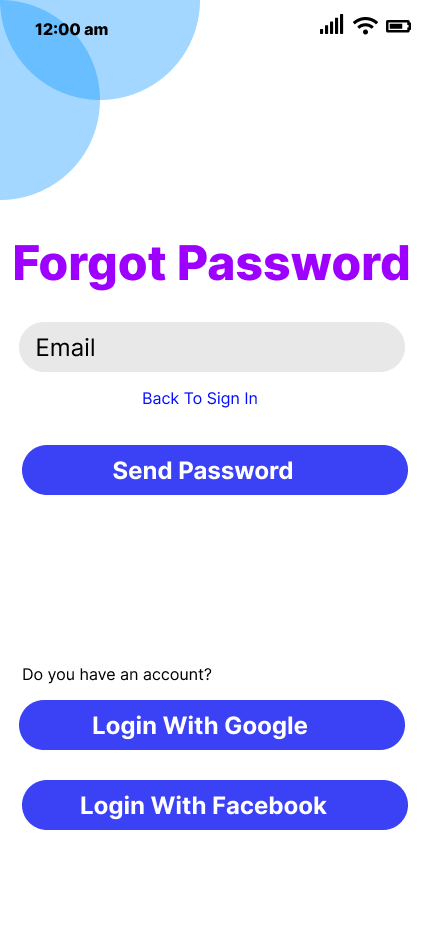 12:00 am
Forgot Password
Email
Back To Sign In
Send Password
Do you have an account?
Login With Google
Login With Facebook